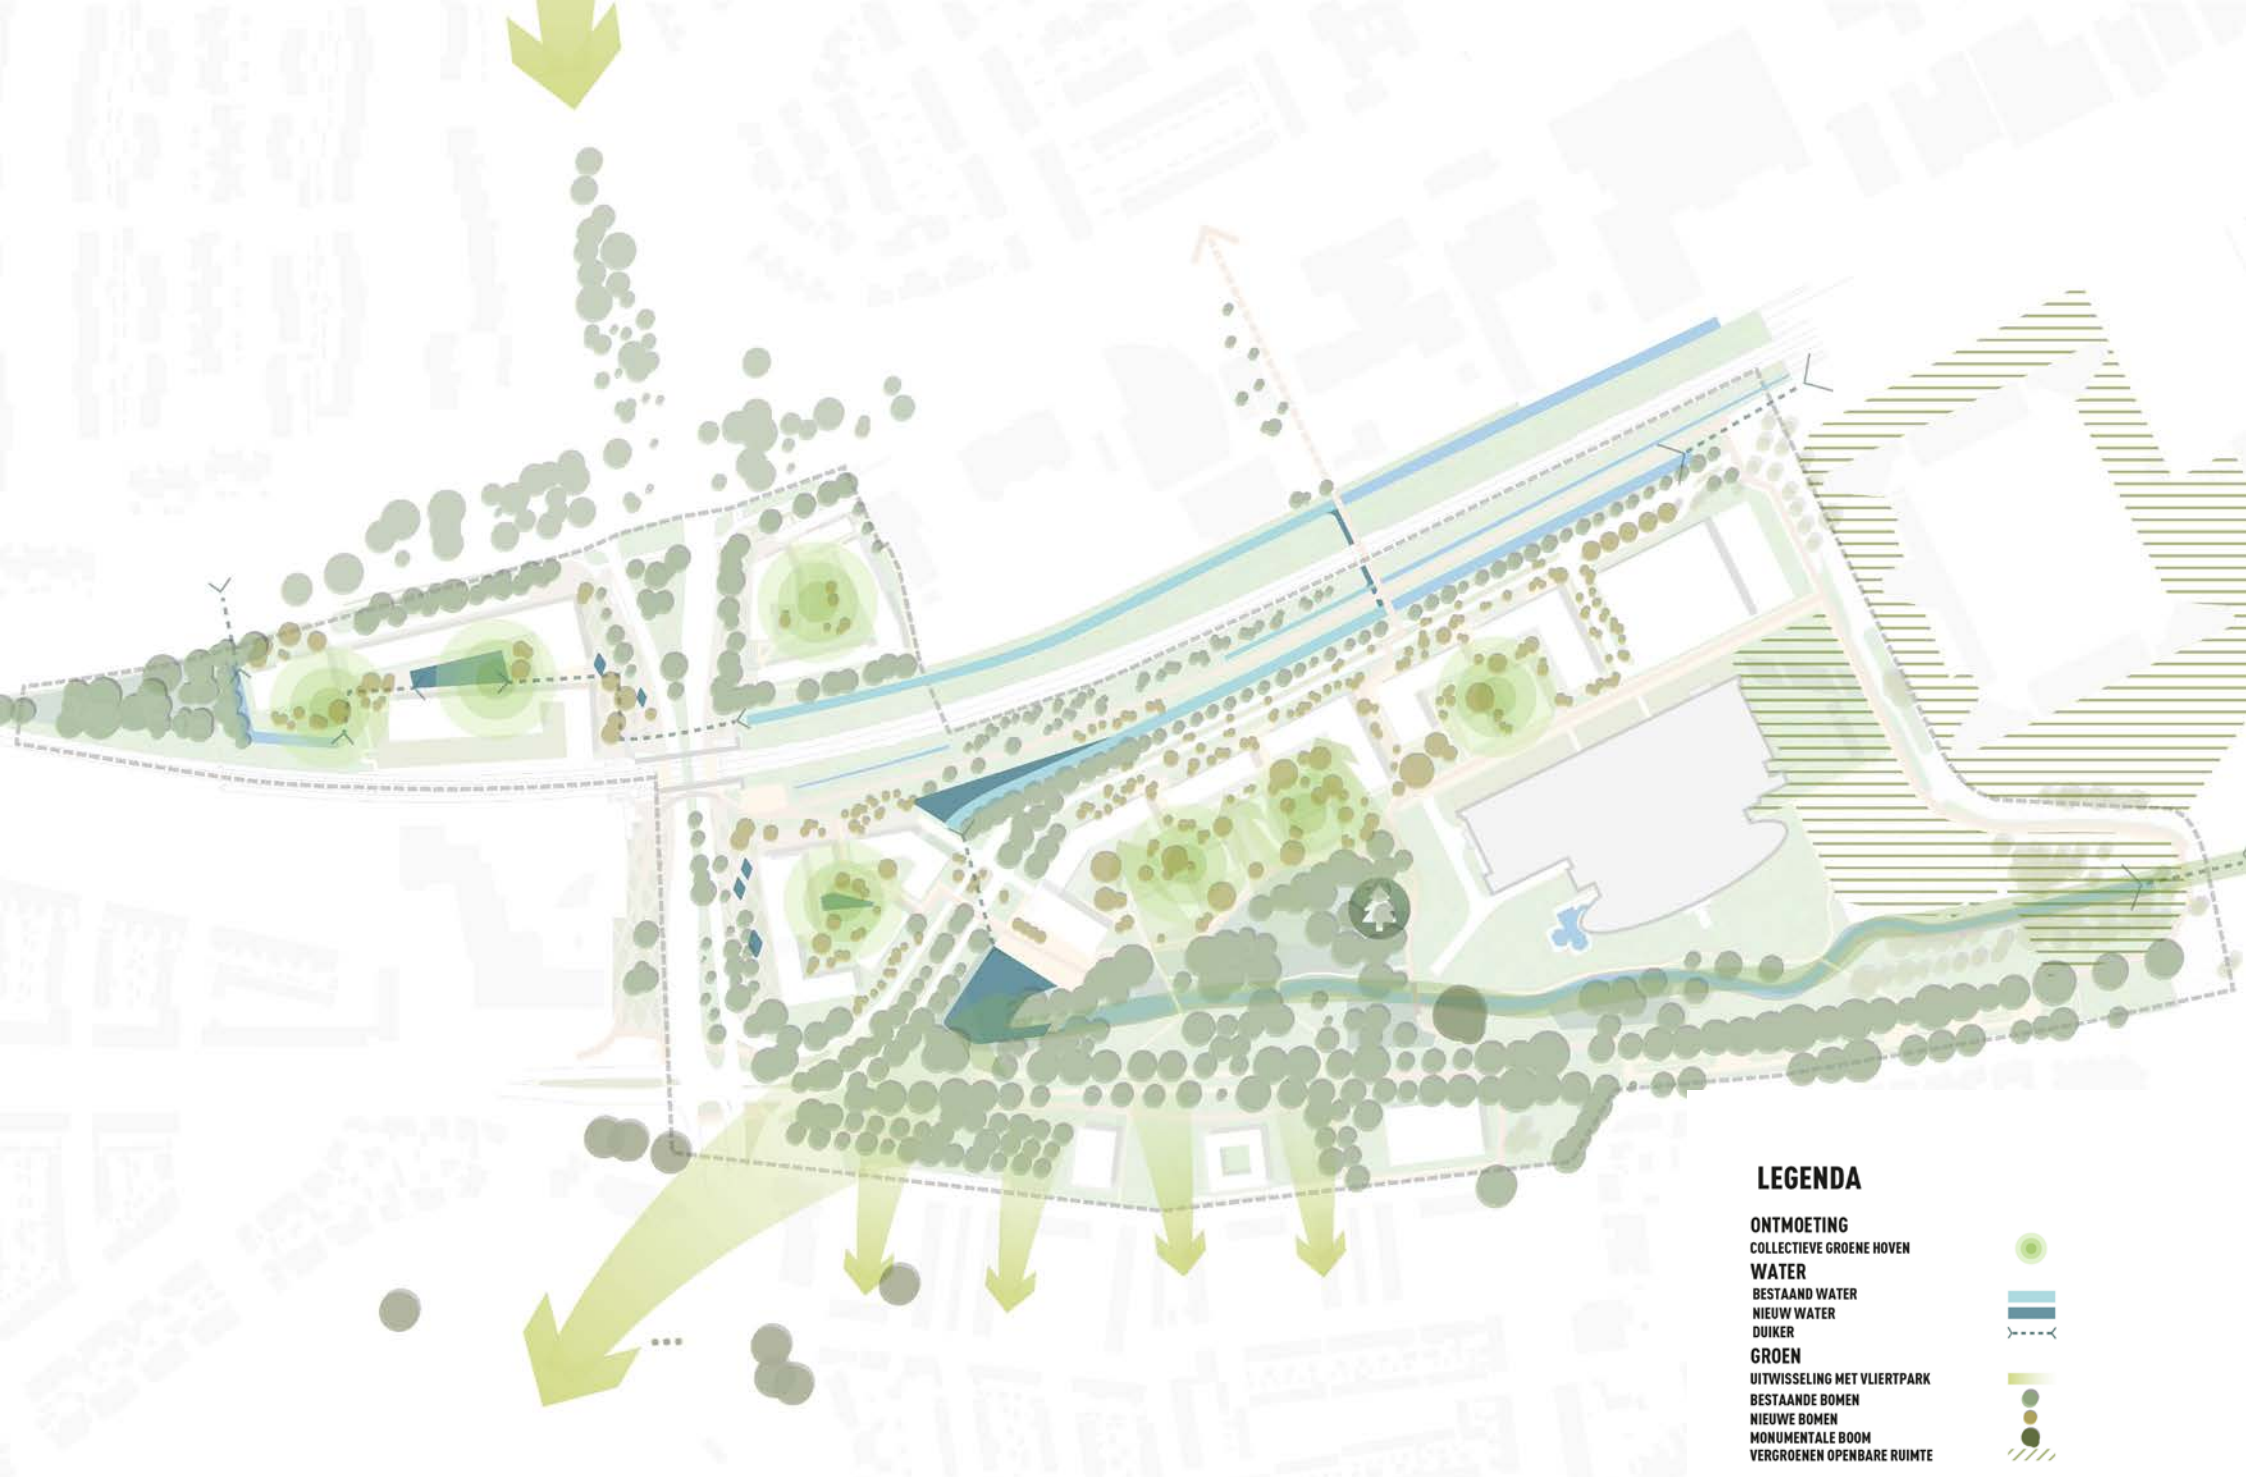 LEGENDA
ONTMOETING
COLLECTIEVE GROENE HOVEN
WATER
BESTAAND WATER
NIEUW WATER
DUIKER
GROEN
UITWISSELING MET VLIERTPARK
BESTAANDE BOMEN
NIEUWE BOMEN
MONUMENTALE BOOM
VERGROENEN OPENBARE RUIMTE